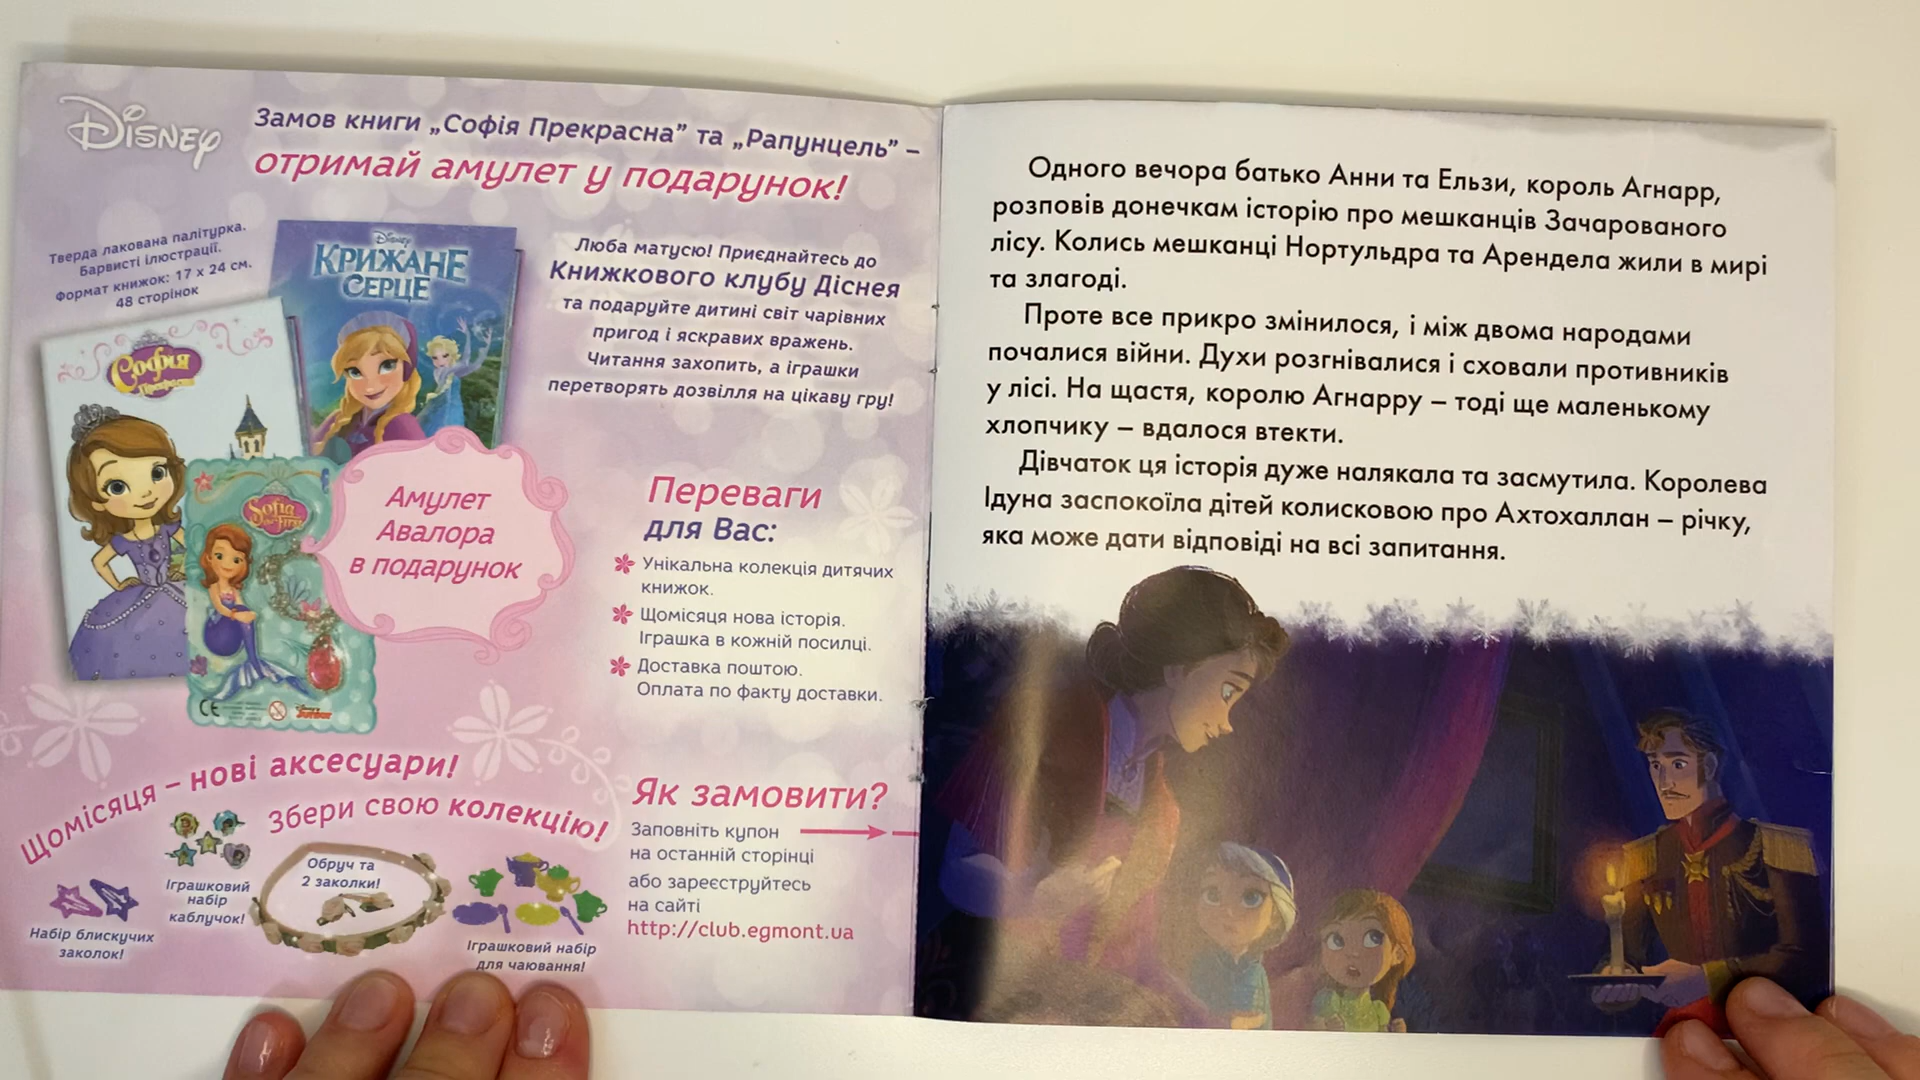 Disney
Замов книги „Софія Прекрасна” та „Рапунцель” –
отримай амулет у подарунок!
Тверда лакована палітурка.
Барвисті ілюстрації.
Формат книжок: 17 х 24 см.
48 сторінок
Disney
КРИЖАНЕ
СЕРЦЕ
Софія
Прекрасна
Sofia
the First
Амулет
Авалора
в подарунок
CE
Disney
Junior
Люба матусю! Приєднайтесь до
Книжкового клубу Діснея
та подаруйте дитині світ чарівних
пригод і яскравих вражень.
Читання захопить, а іграшки
перетворять дозвілля на цікаву гру!
Переваги
для Вас:
Унікальна колекція дитячих
книжок.
Щомісяця нова історія.
Іграшка в кожній посилці.
Доставка поштою.
Оплата по факту доставки.
Щомісяця – нові аксесуари!
Збери свою колекцію!
Набір блискучих
заколок!
Іграшковий
набір
каблучок!
Обруч та
2 заколки!
Іграшковий набір
для чаювання!
Як замовити?
Заповніть купон
на останній сторінці
або зареєструйтесь
на сайті
http://club.egmont.ua
Одного вечора батько Анни та Ельзи, король Агнарр,
розповів донечкам історію про мешканців Зачарованого
лісу. Колись мешканці Нортульдра та Арендела жили в мирі
та злагоді.
Проте все прикро змінилося, і між двома народами
почалися війни. Духи розгнівалися і сховали противників
у лісі. На щастя, королю Агнарру – тоді ще маленькому
хлопчику – вдалося втекти.
Дівчаток ця історія дуже налякала та засмутила. Королева
Ідуна заспокоїла дітей колисковою про Ахтохаллан – річку,
яка може дати відповіді на всі запитання.